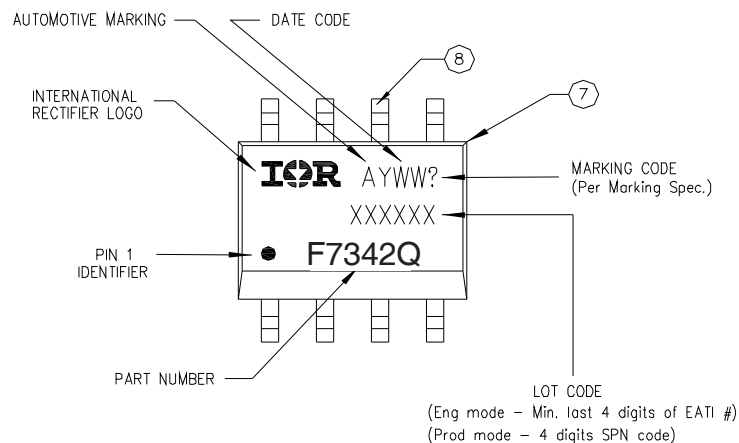 AUTOMOTIVE MARKING
DATE CODE
8
INTERNATIONAL
RECTIFIER LOGO
7
IOR AYWW?
MARKING CODE
(Per Marking Spec.)
XXXXXX
PIN 1
IDENTIFIER
F7342Q
PART NUMBER
LOT CODE
(Eng mode – Min. last 4 digits of EATI #)
(Prod mode – 4 digits SPN code)